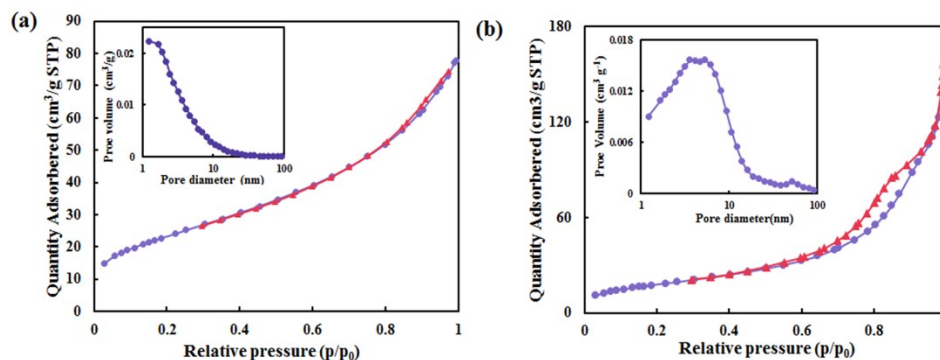 (a)
90
80
70
60
50
40
30
20
10
0
Quantity Adsorbered (cm³/g STP)
0 0.2 0.4 0.6 0.8 1
Relative pressure (p/p₀)
0.02
0.01
0
Proe volume (cm³/g)
1 10 100
Pore diameter (nm)
(b)
180
120
60
0
Quantity Adsorbered (cm3/g STP)
0 0.2 0.4 0.6 0.8
Relative pressure (p/p₀)
0.018
0.012
0.006
0
Proe Volume (cm³ g⁻¹)
1 10 100
Pore diameter(nm)